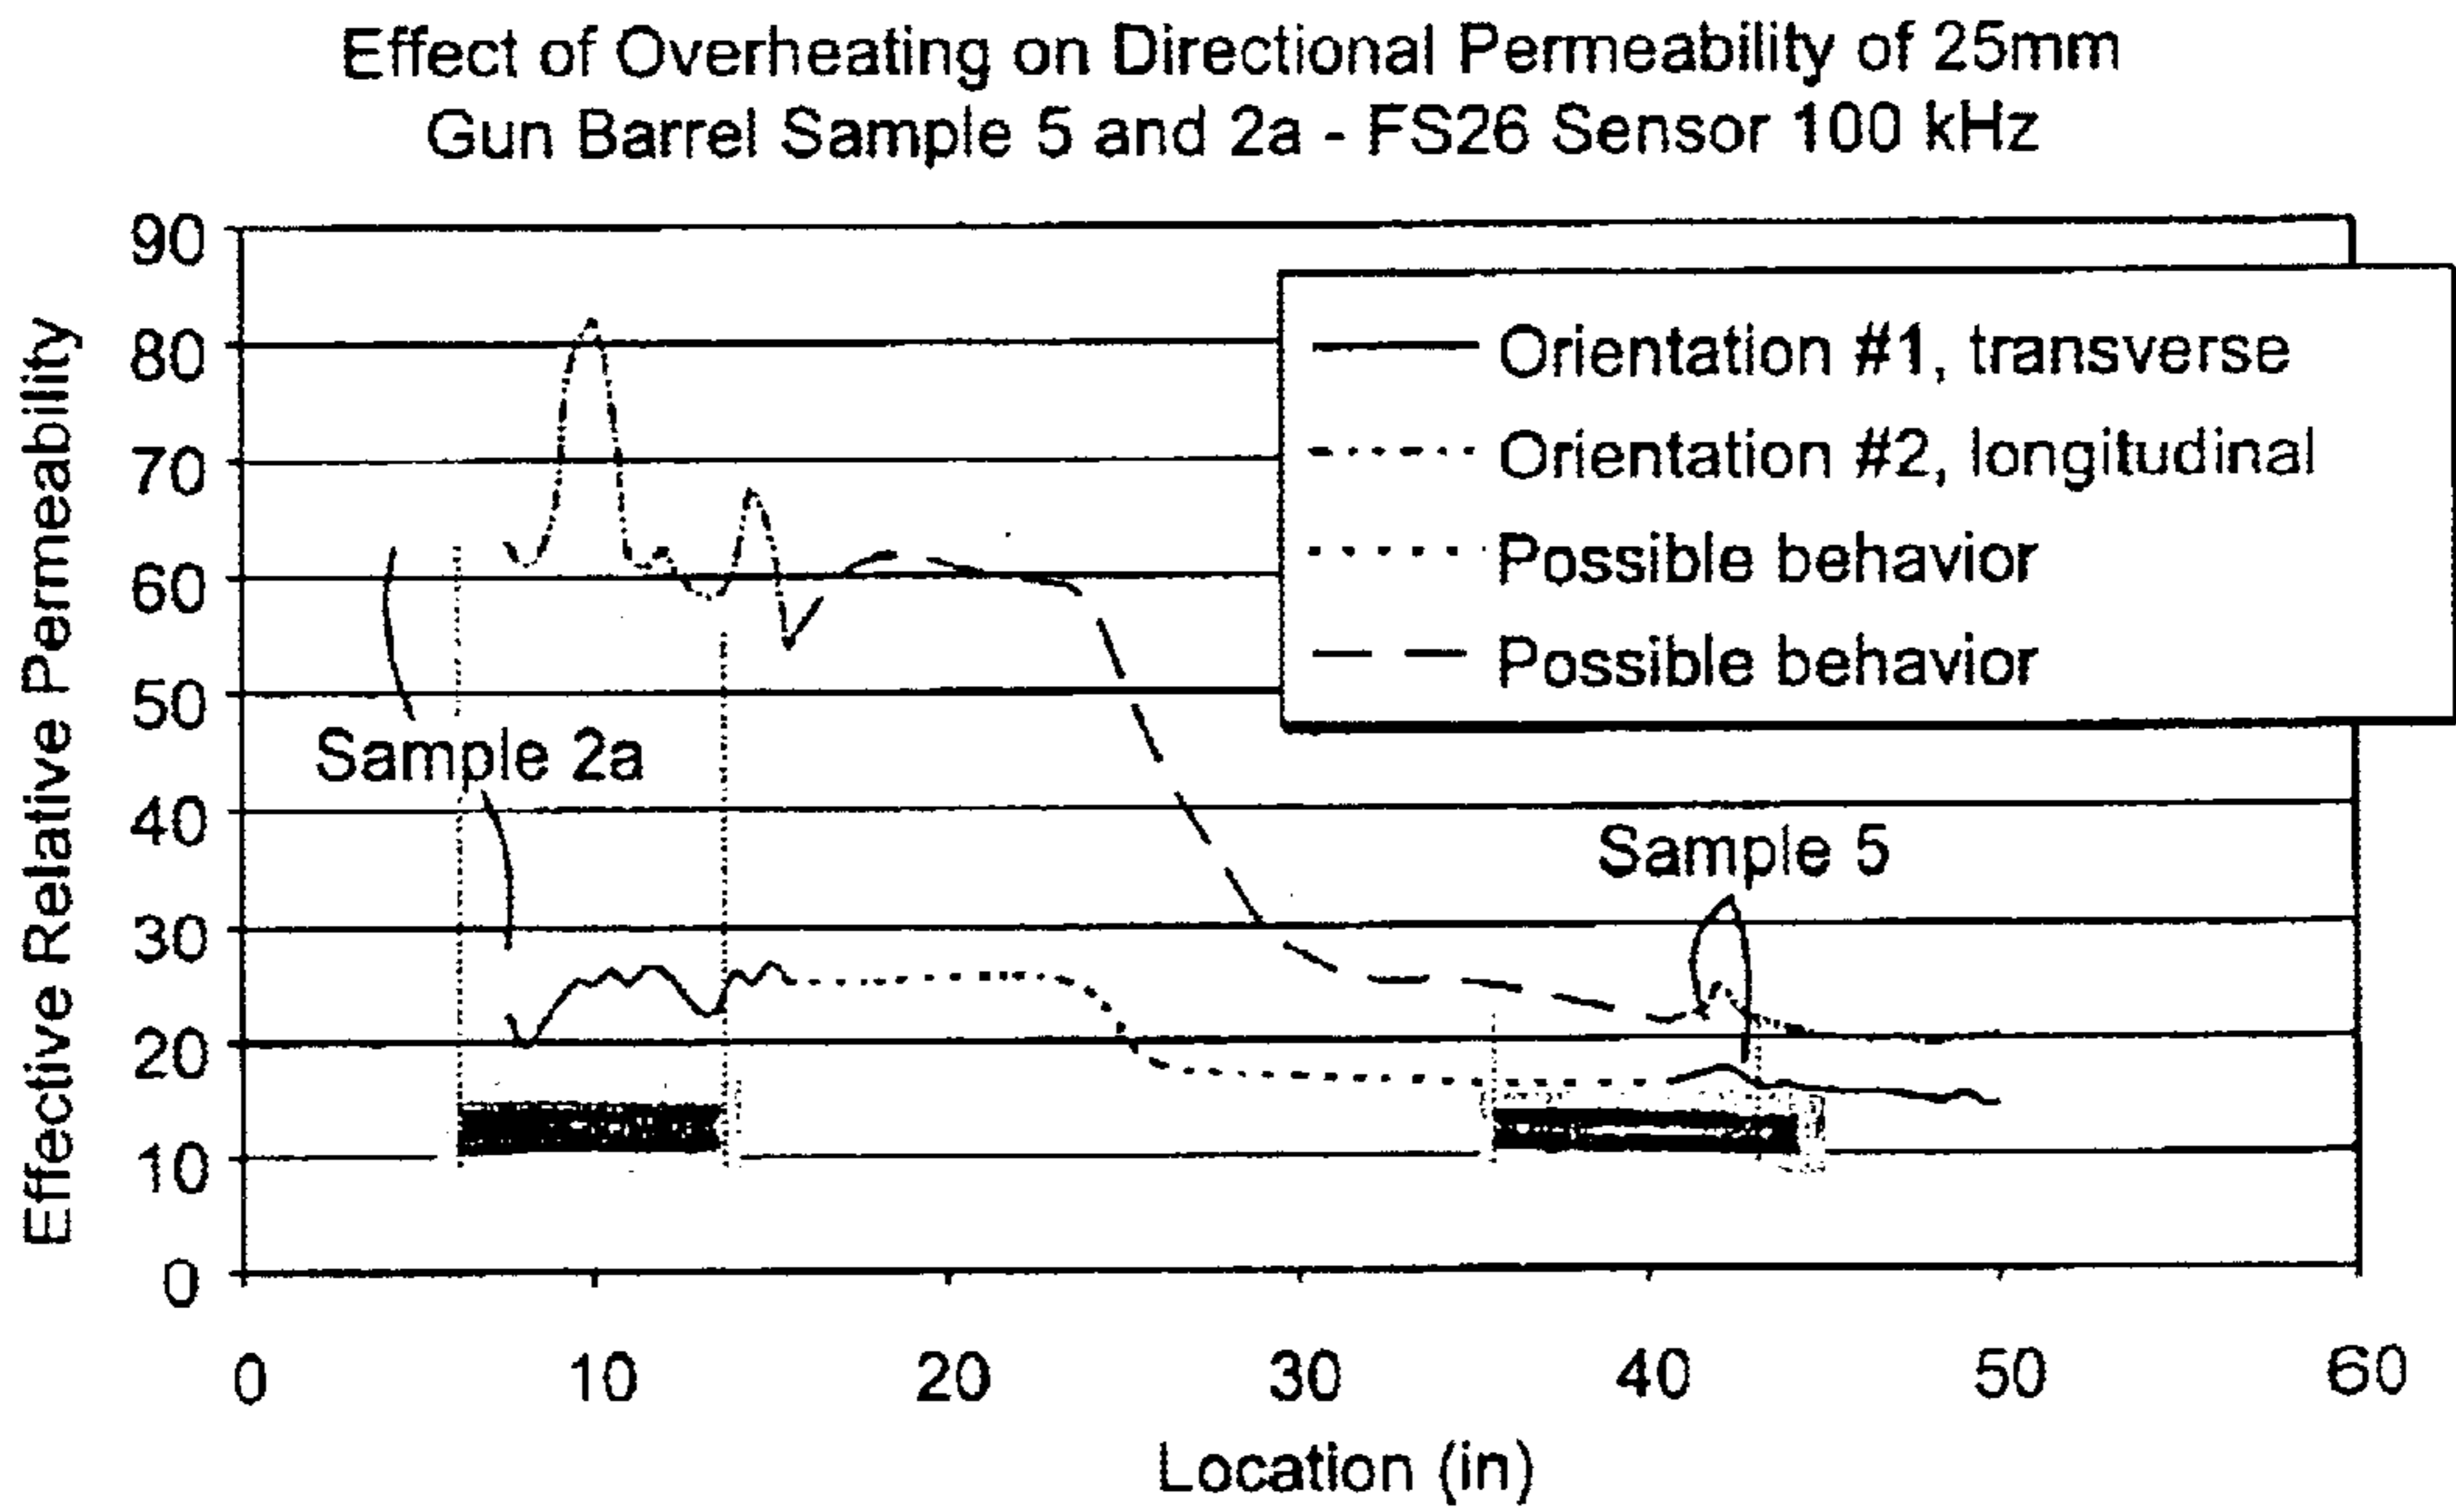 Effect of Overheating on Directional Permeability of 25mm
Gun Barrel Sample 5 and 2a - FS26 Sensor 100 kHz
Effective Relative Permeability
90
80
70
60
50
40
30
20
10
0
Orientation #1, transverse
Orientation #2, longitudinal
Possible behavior
Possible behavior
Sample 2a
Sample 5
0 10 20 30 40 50 60
Location (in)